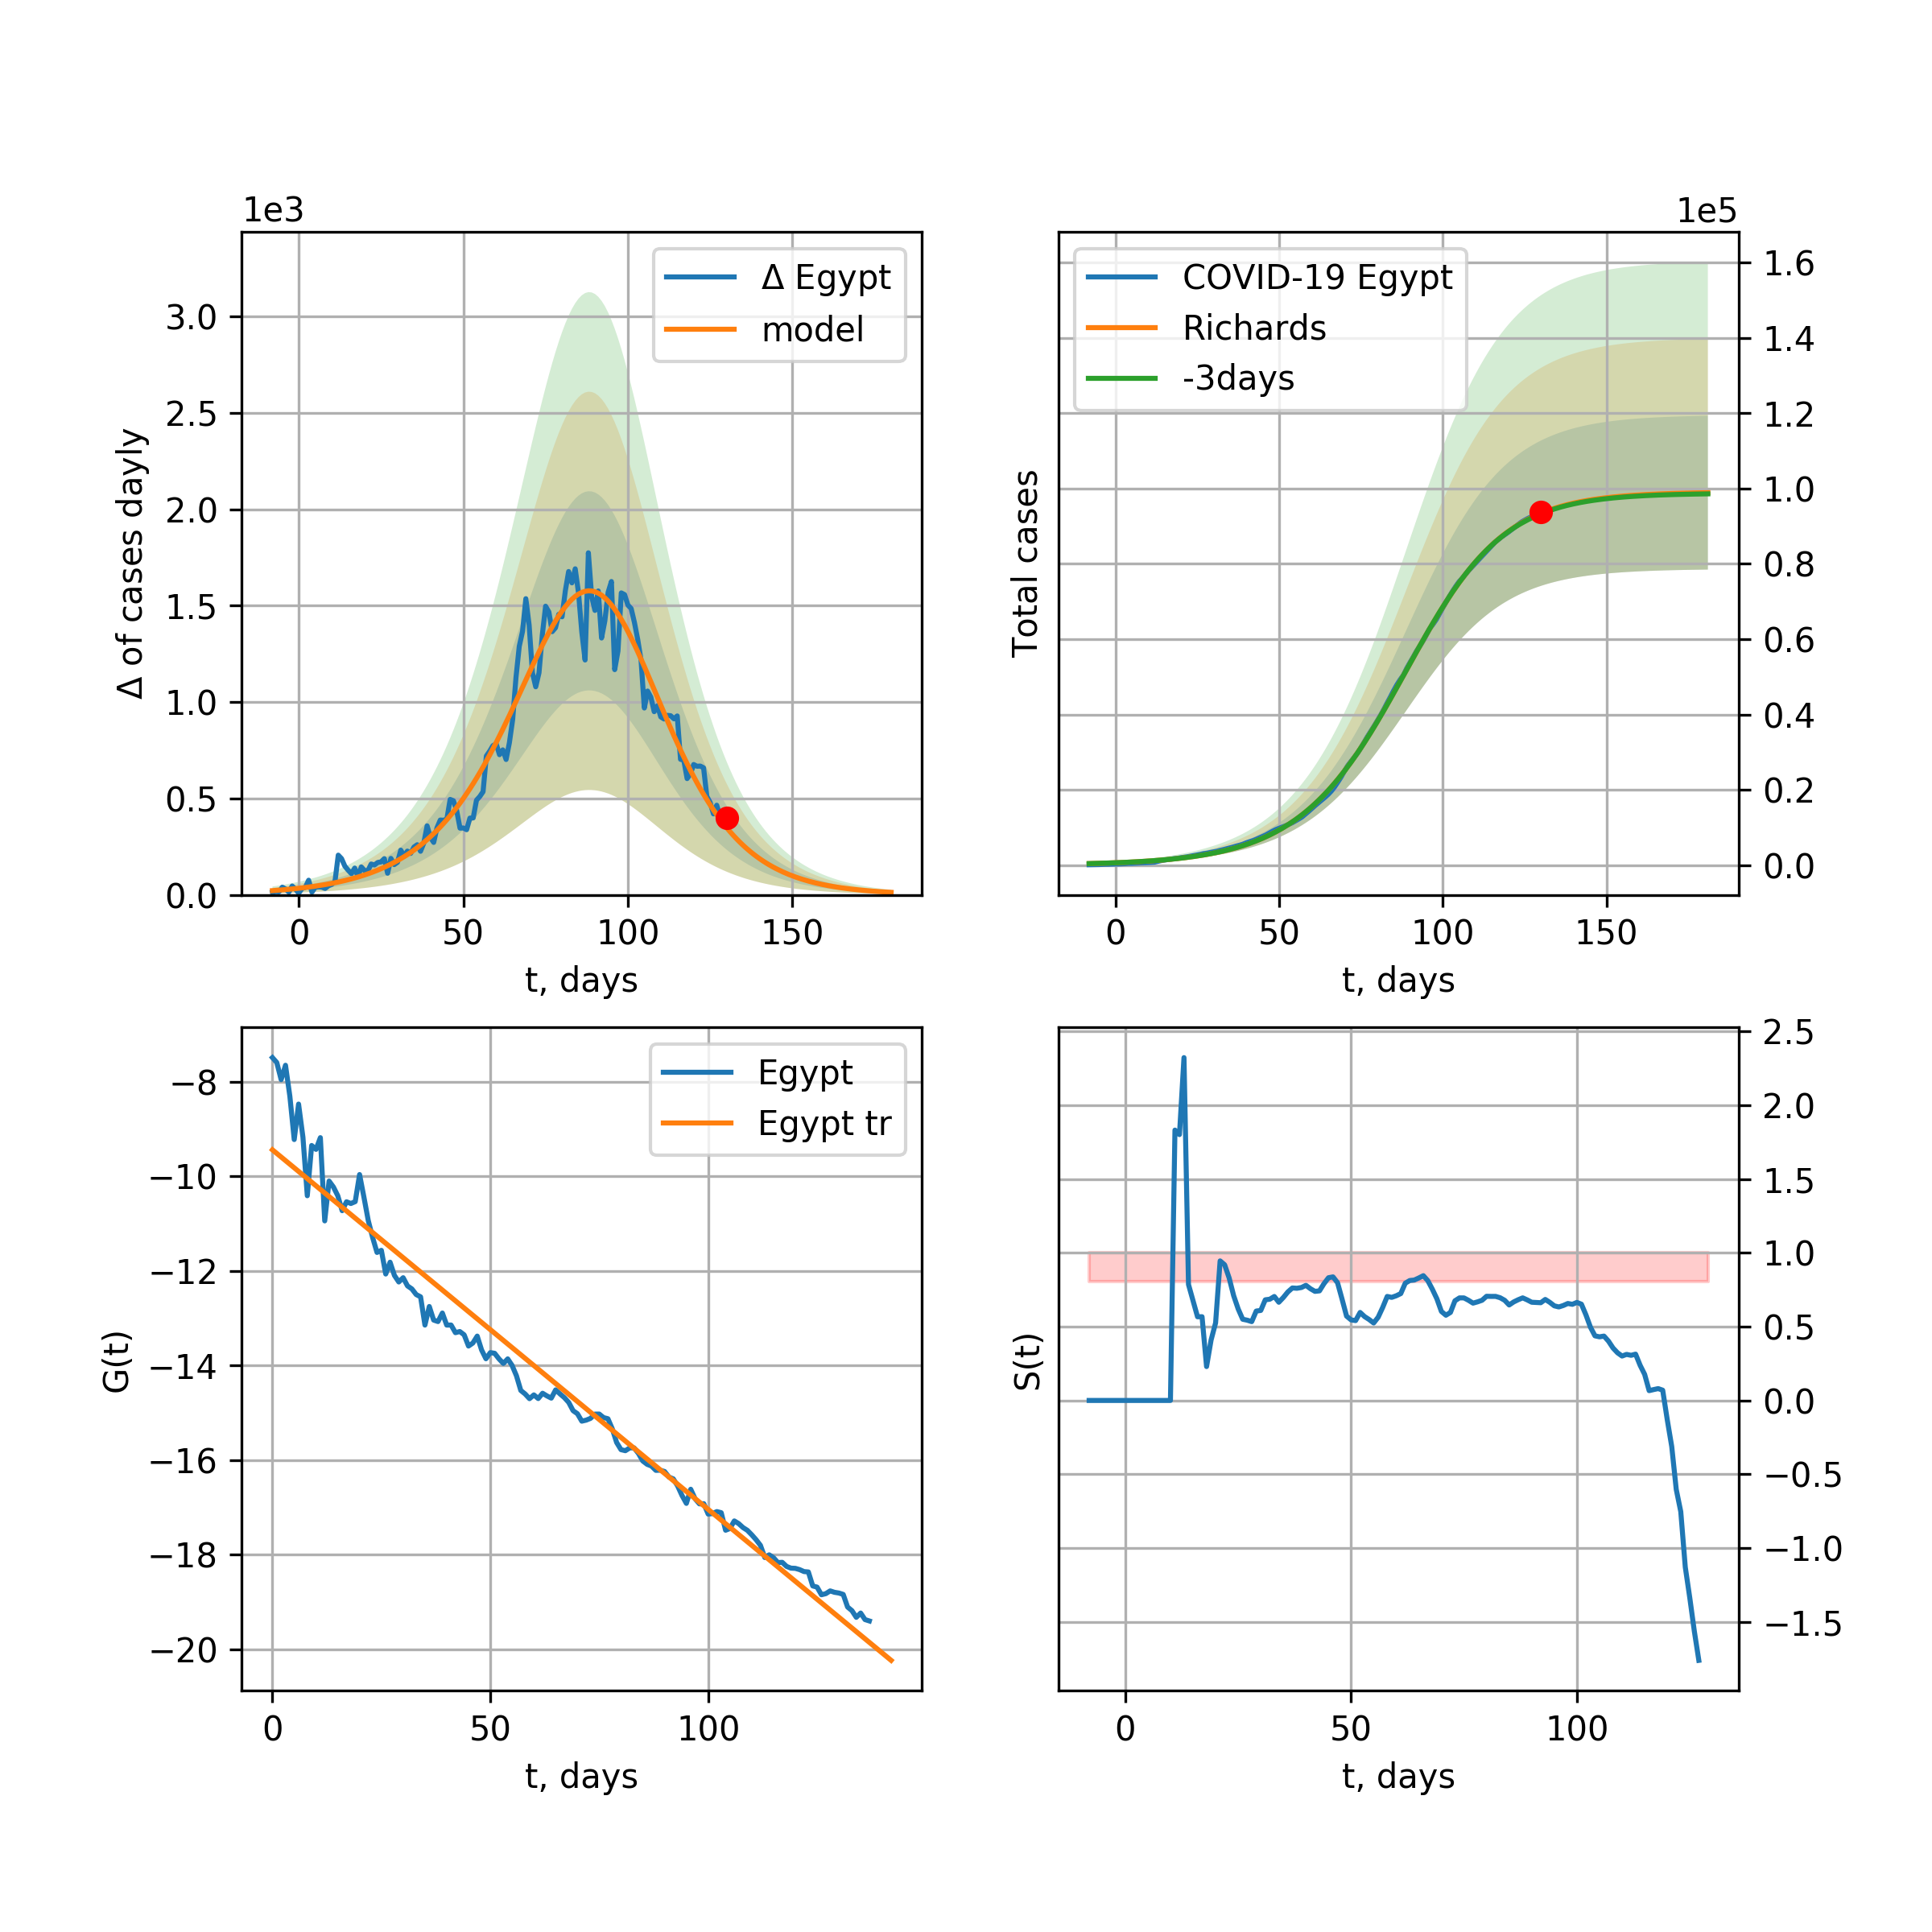 1e3
Δ of cases dayly
3.0
2.5
2.0
1.5
1.0
0.5
0.0
0 50 100 150
t, days
Δ Egypt
model
1e5
Total cases
COVID-19 Egypt
Richards
-3days
1.6
1.4
1.2
1.0
0.8
0.6
0.4
0.2
0.0
0 50 100 150
t, days
G(t)
−8
−10
−12
−14
−16
−18
−20
0 50 100
t, days
Egypt
Egypt tr
S(t)
2.5
2.0
1.5
1.0
0.5
0.0
−0.5
−1.0
−1.5
0 50 100
t, days